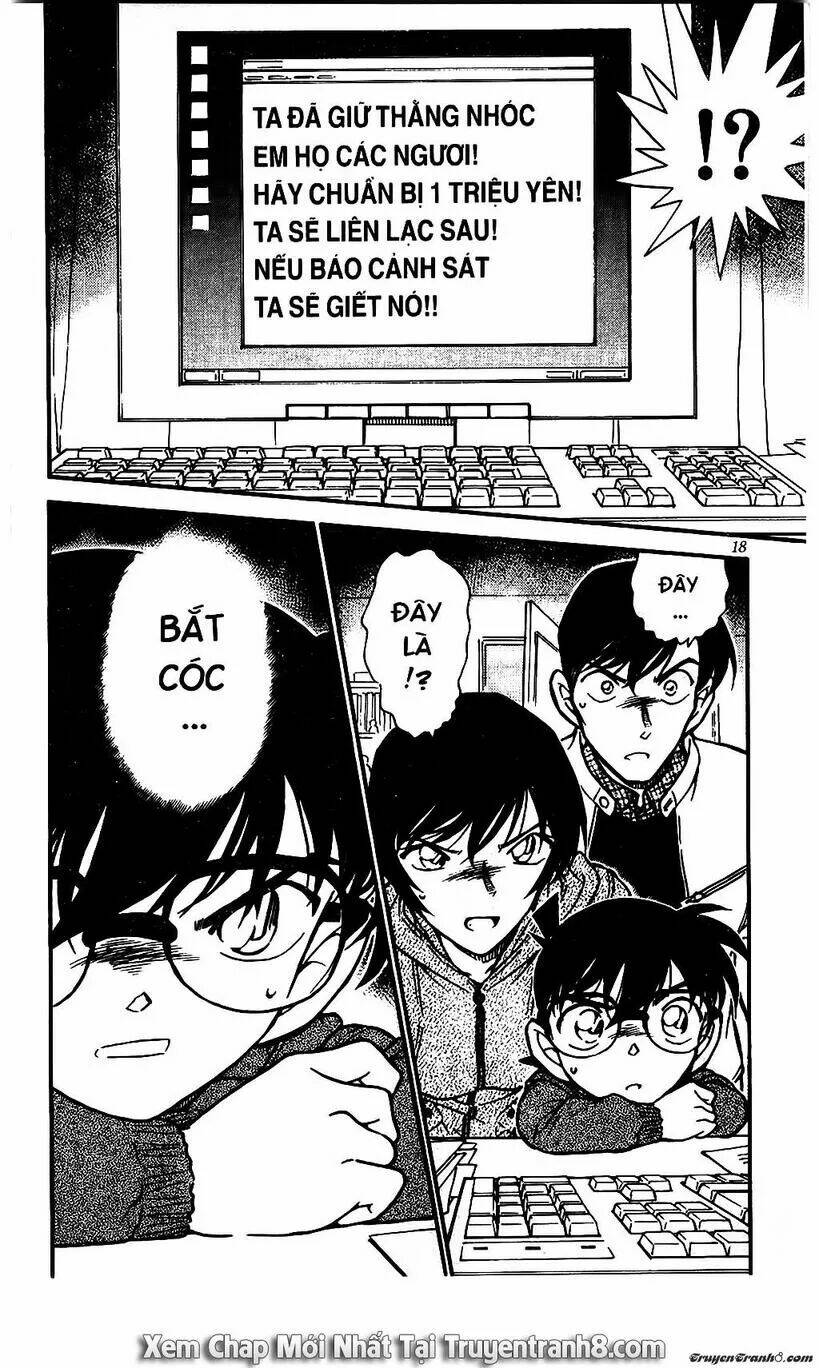 !?
TA ĐÃ GIỮ THẰNG NHÓC
EM HỌ CÁC NGƯƠI!
HÃY CHUẨN BỊ 1 TRIỆU YÊN!
TA SẼ LIÊN LẠC SAU!
NẾU BÁO CẢNH SÁT
TA SẼ GIẾT NÓ!!
18
ĐÂY
...
ĐÂY
LÀ
!?
BẮT
CÓC
...
Xem Chap Mới Nhất Tại Truyentranh8.com
TruyenTranh8.com